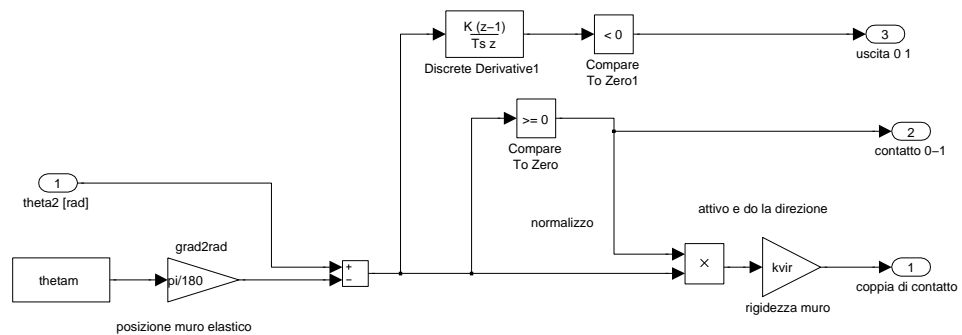 K (z−1)
Ts z
Discrete Derivative1
< 0
Compare
To Zero1
3
uscita 0 1
>= 0
Compare
To Zero
2
contatto 0−1
1
theta2 [rad]
normalizzo
attivo e do la direzione
grad2rad
thetam
pi/180
+
−
×
kvir
1
coppia di contatto
rigidezza muro
posizione muro elastico